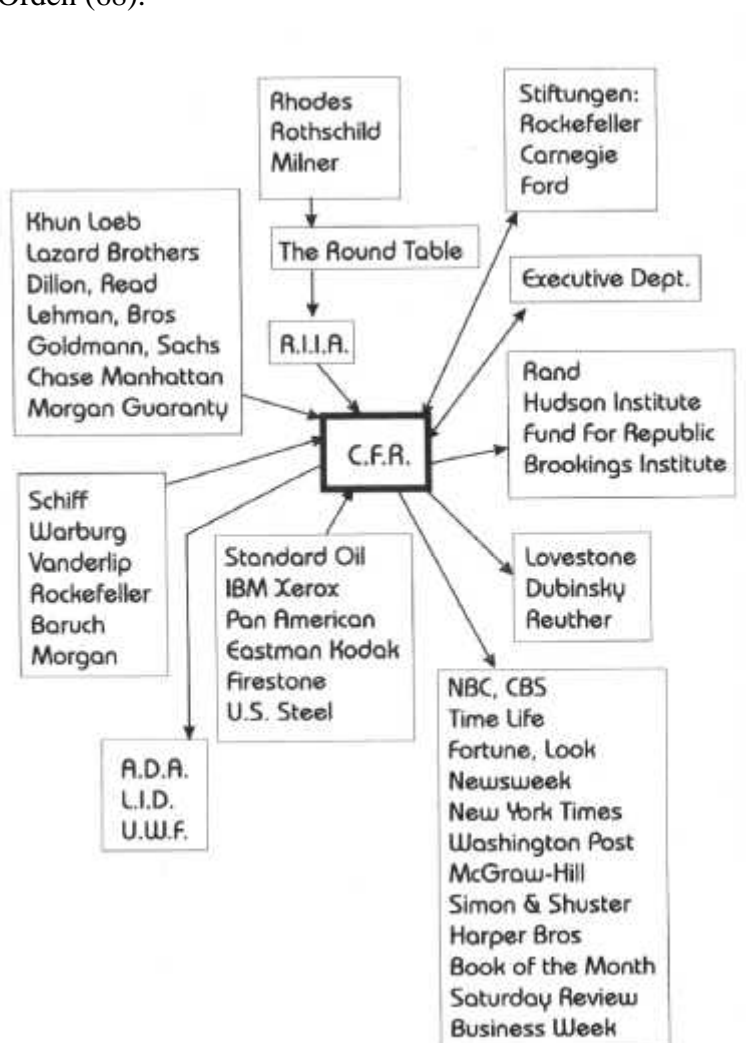 Orden (68).
Rhodes
Rothschild
Milner
Stiftungen:
Rockefeller
Carnegie
Ford
Khun Loeb
Lazard Brothers
Dillon, Read
Lehman, Bros
Goldmann, Sachs
Chase Manhattan
Morgan Guaranty
The Round Table
Executive Dept.
R.I.I.A.
Rand
Hudson Institute
Fund For Republic
Brookings Institute
C.F.R.
Schiff
Warburg
Vanderlip
Rockefeller
Baruch
Morgan
Standard Oil
IBM Xerox
Pan American
Eastman Kodak
Firestone
U.S. Steel
Lovestone
Dubinsky
Reuther
A.D.A.
L.I.D.
U.W.F.
NBC, CBS
Time Life
Fortune, Look
Newsweek
New York Times
Washington Post
McGraw-Hill
Simon & Shuster
Harper Bros
Book of the Month
Saturday Review
Business Week